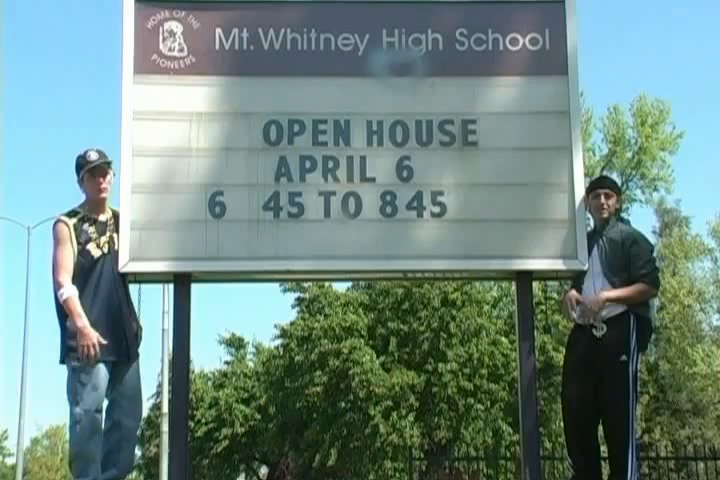 HOME OF THE
PIONEERS
Mt. Whitney High School
OPEN HOUSE
APRIL 6
6 45 TO 845